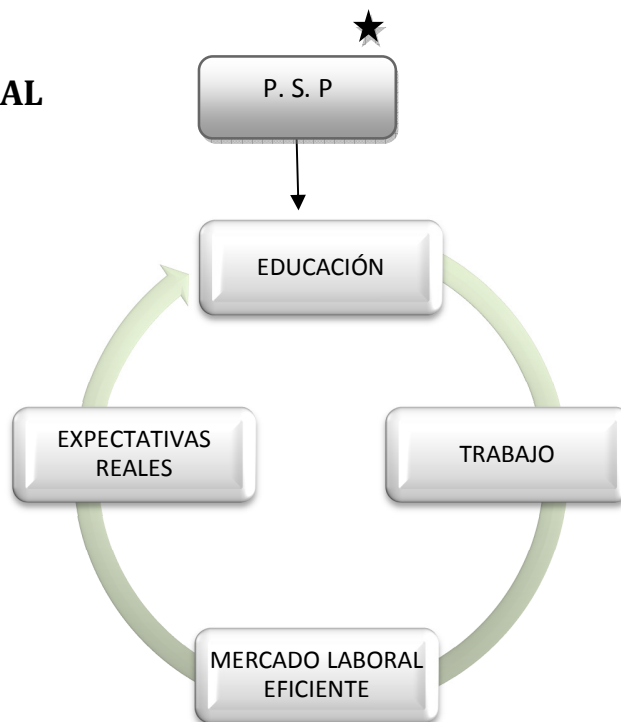 AL
P. S. P
EDUCACIÓN
EXPECTATIVAS
REALES
TRABAJO
MERCADO LABORAL
EFICIENTE